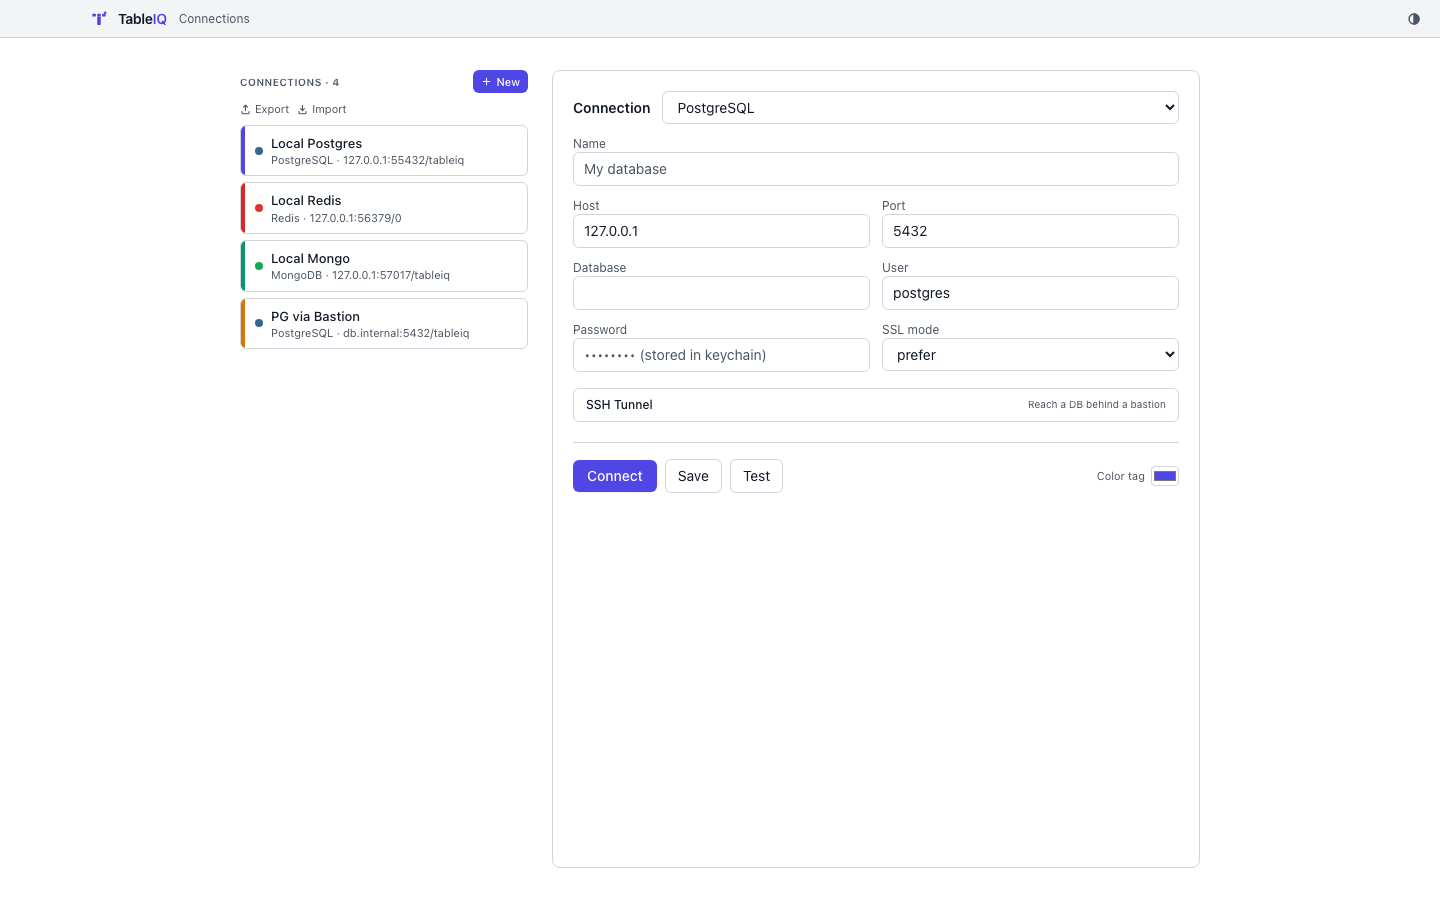 TableIQ Connections
CONNECTIONS · 4
+ New
Export Import
Local Postgres
PostgreSQL · 127.0.0.1:55432/tableiq
Local Redis
Redis · 127.0.0.1:56379/0
Local Mongo
MongoDB · 127.0.0.1:57017/tableiq
PG via Bastion
PostgreSQL · db.internal:5432/tableiq
Connection PostgreSQL
Name
My database
Host Port
127.0.0.1 5432
Database User
postgres
Password SSL mode
•••••••• (stored in keychain) prefer
SSH Tunnel Reach a DB behind a bastion
Connect Save Test Color tag